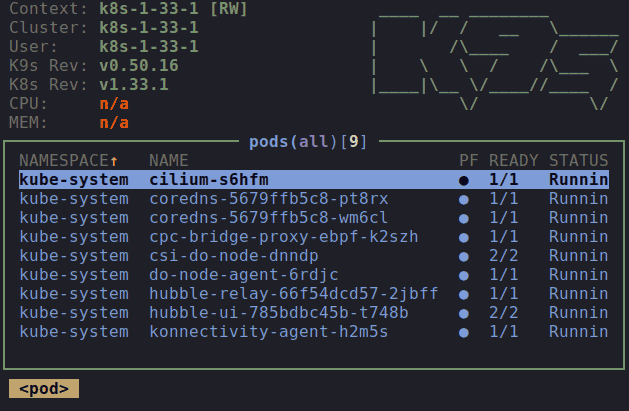 Context: k8s-1-33-1 [RW]
Cluster: k8s-1-33-1
User: k8s-1-33-1
K9s Rev: v0.50.16
K8s Rev: v1.33.1
CPU: n/a
MEM: n/a
pods(all)[9]
NAMESPACE↑ NAME PF READY STATUS
kube-system cilium-s6hfm ● 1/1 Runnin
kube-system coredns-5679ffb5c8-pt8rx ● 1/1 Runnin
kube-system coredns-5679ffb5c8-wm6cl ● 1/1 Runnin
kube-system cpc-bridge-proxy-ebpf-k2szh ● 1/1 Runnin
kube-system csi-do-node-dnndp ● 2/2 Runnin
kube-system do-node-agent-6rdjc ● 1/1 Runnin
kube-system hubble-relay-66f54dcd57-2jbff ● 1/1 Runnin
kube-system hubble-ui-785bdbc45b-t748b ● 2/2 Runnin
kube-system konnectivity-agent-h2m5s ● 1/1 Runnin
<pod>